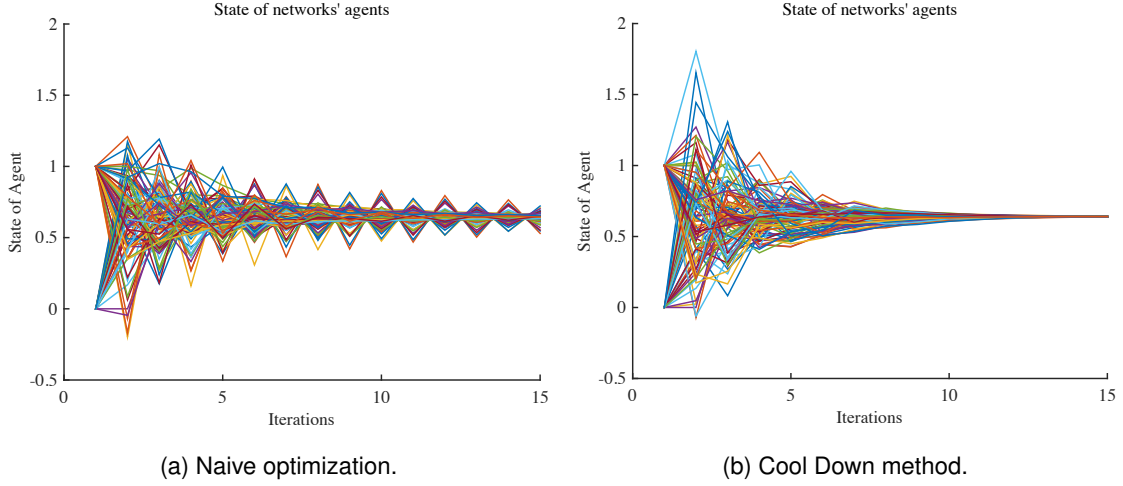 State of networks' agents
2
1.5
1
0.5
0
-0.5
State of Agent
0
5
10
15
Iterations
(a) Naive optimization.
State of networks' agents
2
1.5
1
0.5
0
-0.5
State of Agent
0
5
10
15
Iterations
(b) Cool Down method.